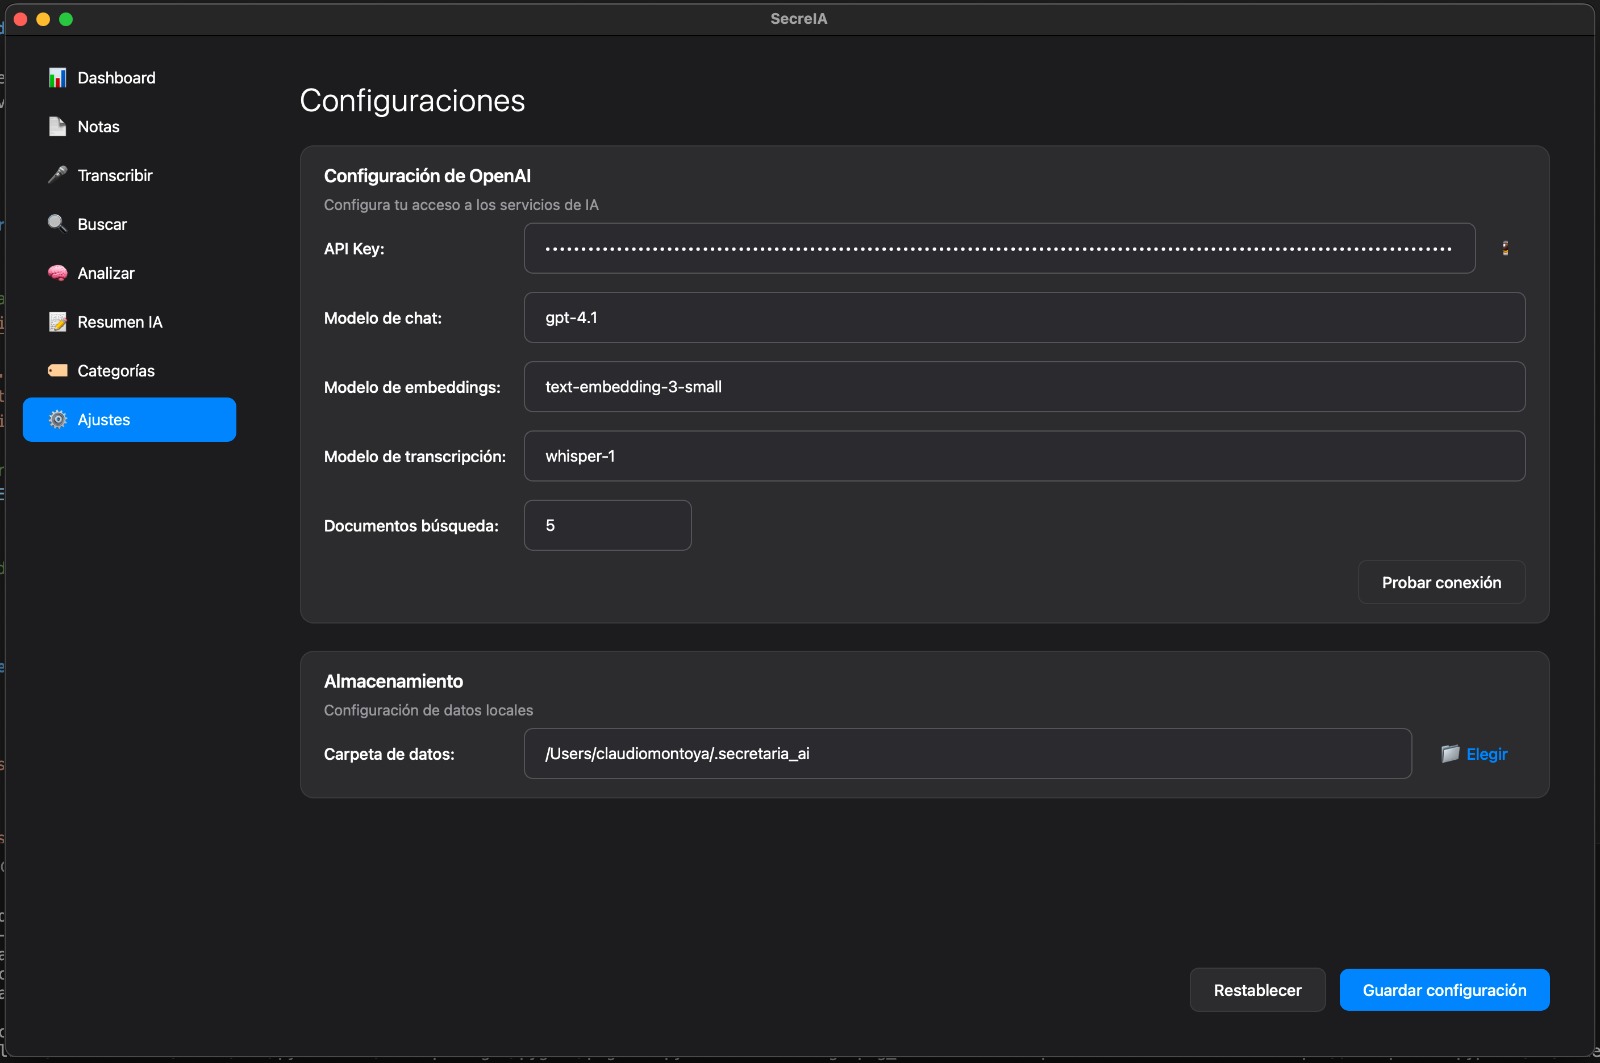 SecreIA
Dashboard
Notas
Transcribir
Buscar
Analizar
Resumen IA
Categorías
Ajustes
Configuraciones
Configuración de OpenAI
Configura tu acceso a los servicios de IA
API Key:
Modelo de chat: gpt-4.1
Modelo de embeddings: text-embedding-3-small
Modelo de transcripción: whisper-1
Documentos búsqueda: 5
Probar conexión
Almacenamiento
Configuración de datos locales
Carpeta de datos: /Users/claudiomontoya/.secretaria_ai Elegir
Restablecer Guardar configuración